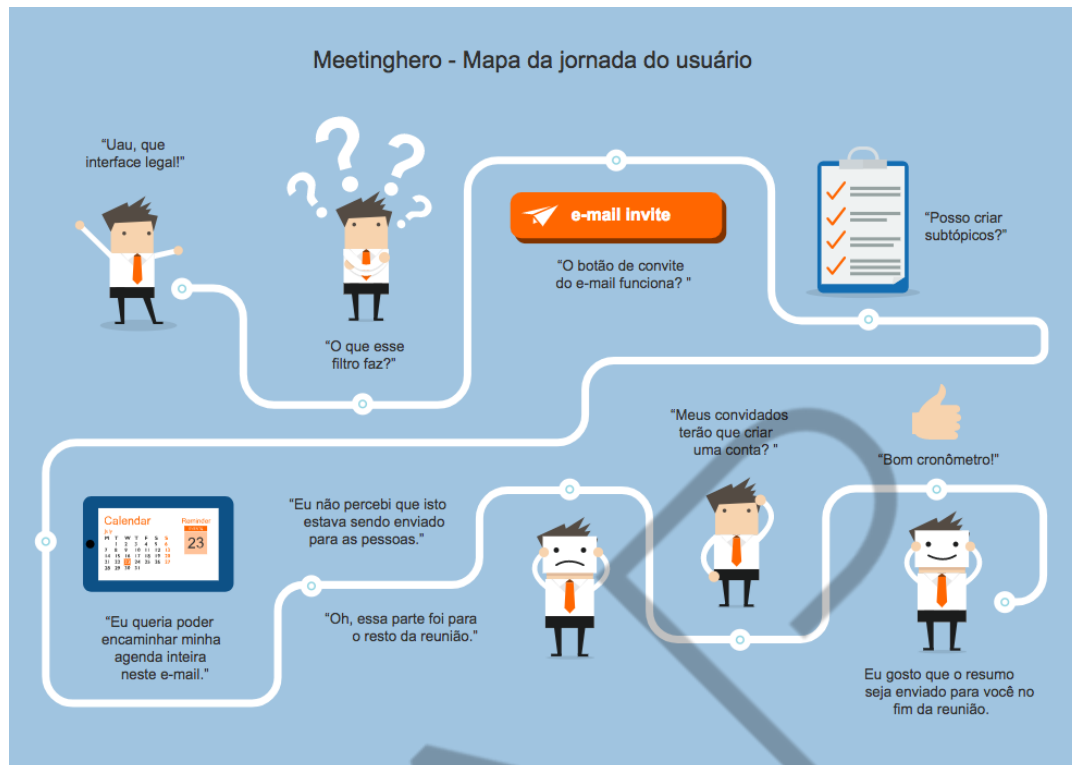 Meetinghero - Mapa da jornada do usuário
“Uau, que
interface legal!”
“O que esse
filtro faz?”
e-mail invite
“O botão de convite
do e-mail funciona? ”
“Posso criar
subtópicos?”
Calendar
Reminder
23
“Eu queria poder
encaminhar minha
agenda inteira
neste e-mail.”
“Eu não percebi que isto
estava sendo enviado
para as pessoas.”
“Oh, essa parte foi para
o resto da reunião.”
“Meus convidados
terão que criar
uma conta? ”
“Bom cronômetro!”
Eu gosto que o resumo
seja enviado para você no
fim da reunião.